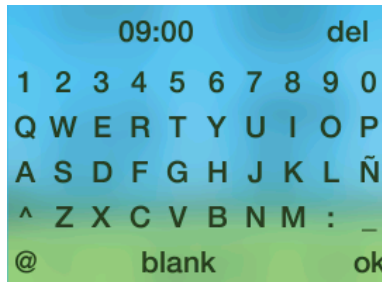 09:00 del
1 2 3 4 5 6 7 8 9 0
Q W E R T Y U I O P
A S D F G H J K L Ñ
^ Z X C V B N M : _
@ blank ok